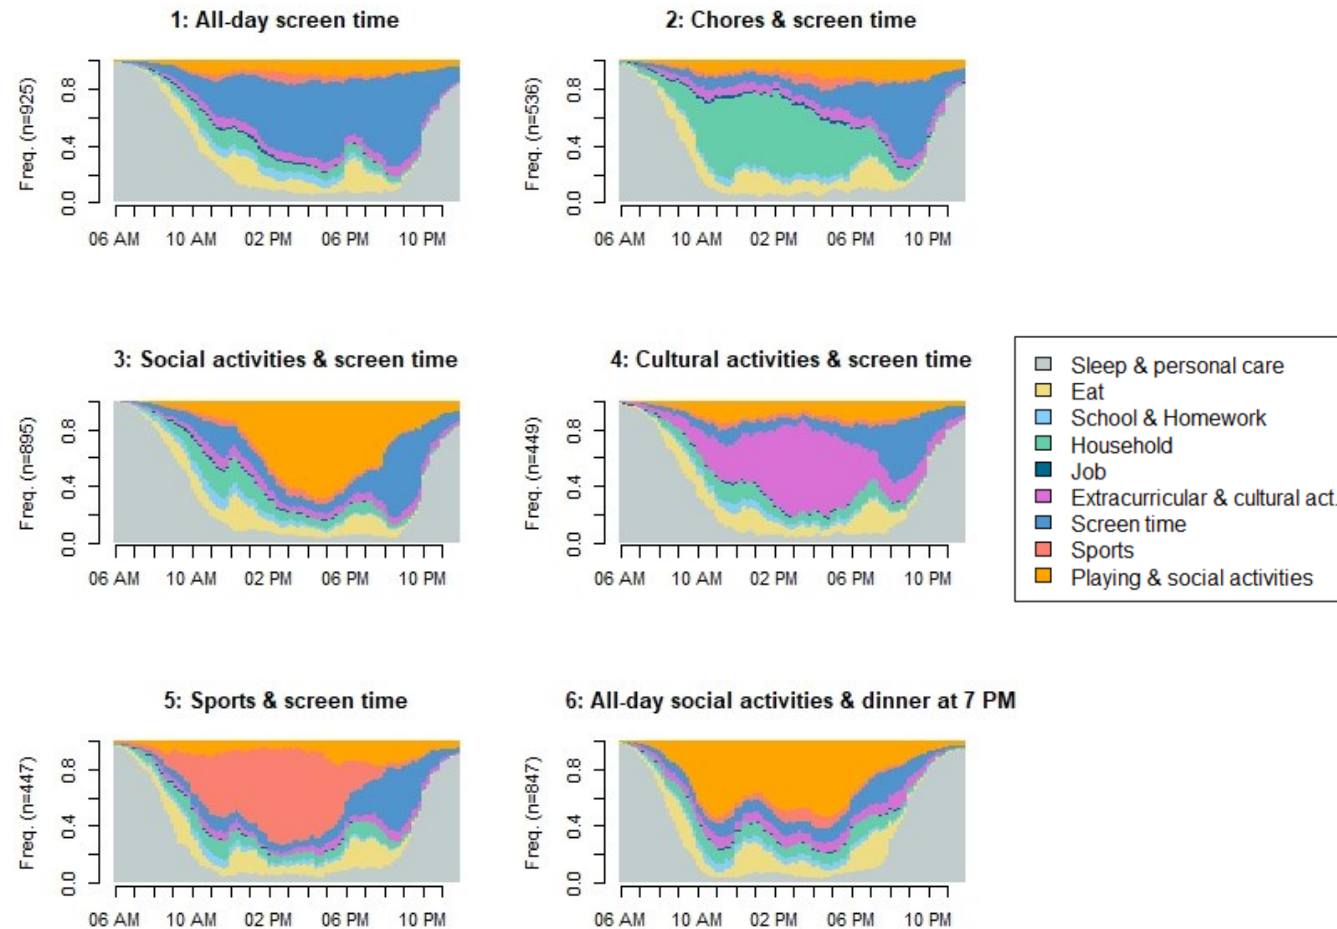 1: All-day screen time
Freq. (n=925)
0.0 0.4 0.8
06 AM 10 AM 02 PM 06 PM 10 PM
2: Chores & screen time
Freq. (n=536)
0.0 0.4 0.8
06 AM 10 AM 02 PM 06 PM 10 PM
3: Social activities & screen time
Freq. (n=895)
0.0 0.4 0.8
06 AM 10 AM 02 PM 06 PM 10 PM
4: Cultural activities & screen time
Freq. (n=449)
0.0 0.4 0.8
06 AM 10 AM 02 PM 06 PM 10 PM
Sleep & personal care
Eat
School & Homework
Household
Job
Extracurricular & cultural act.
Screen time
Sports
Playing & social activities
5: Sports & screen time
Freq. (n=447)
0.0 0.4 0.8
06 AM 10 AM 02 PM 06 PM 10 PM
6: All-day social activities & dinner at 7 PM
Freq. (n=847)
0.0 0.4 0.8
06 AM 10 AM 02 PM 06 PM 10 PM